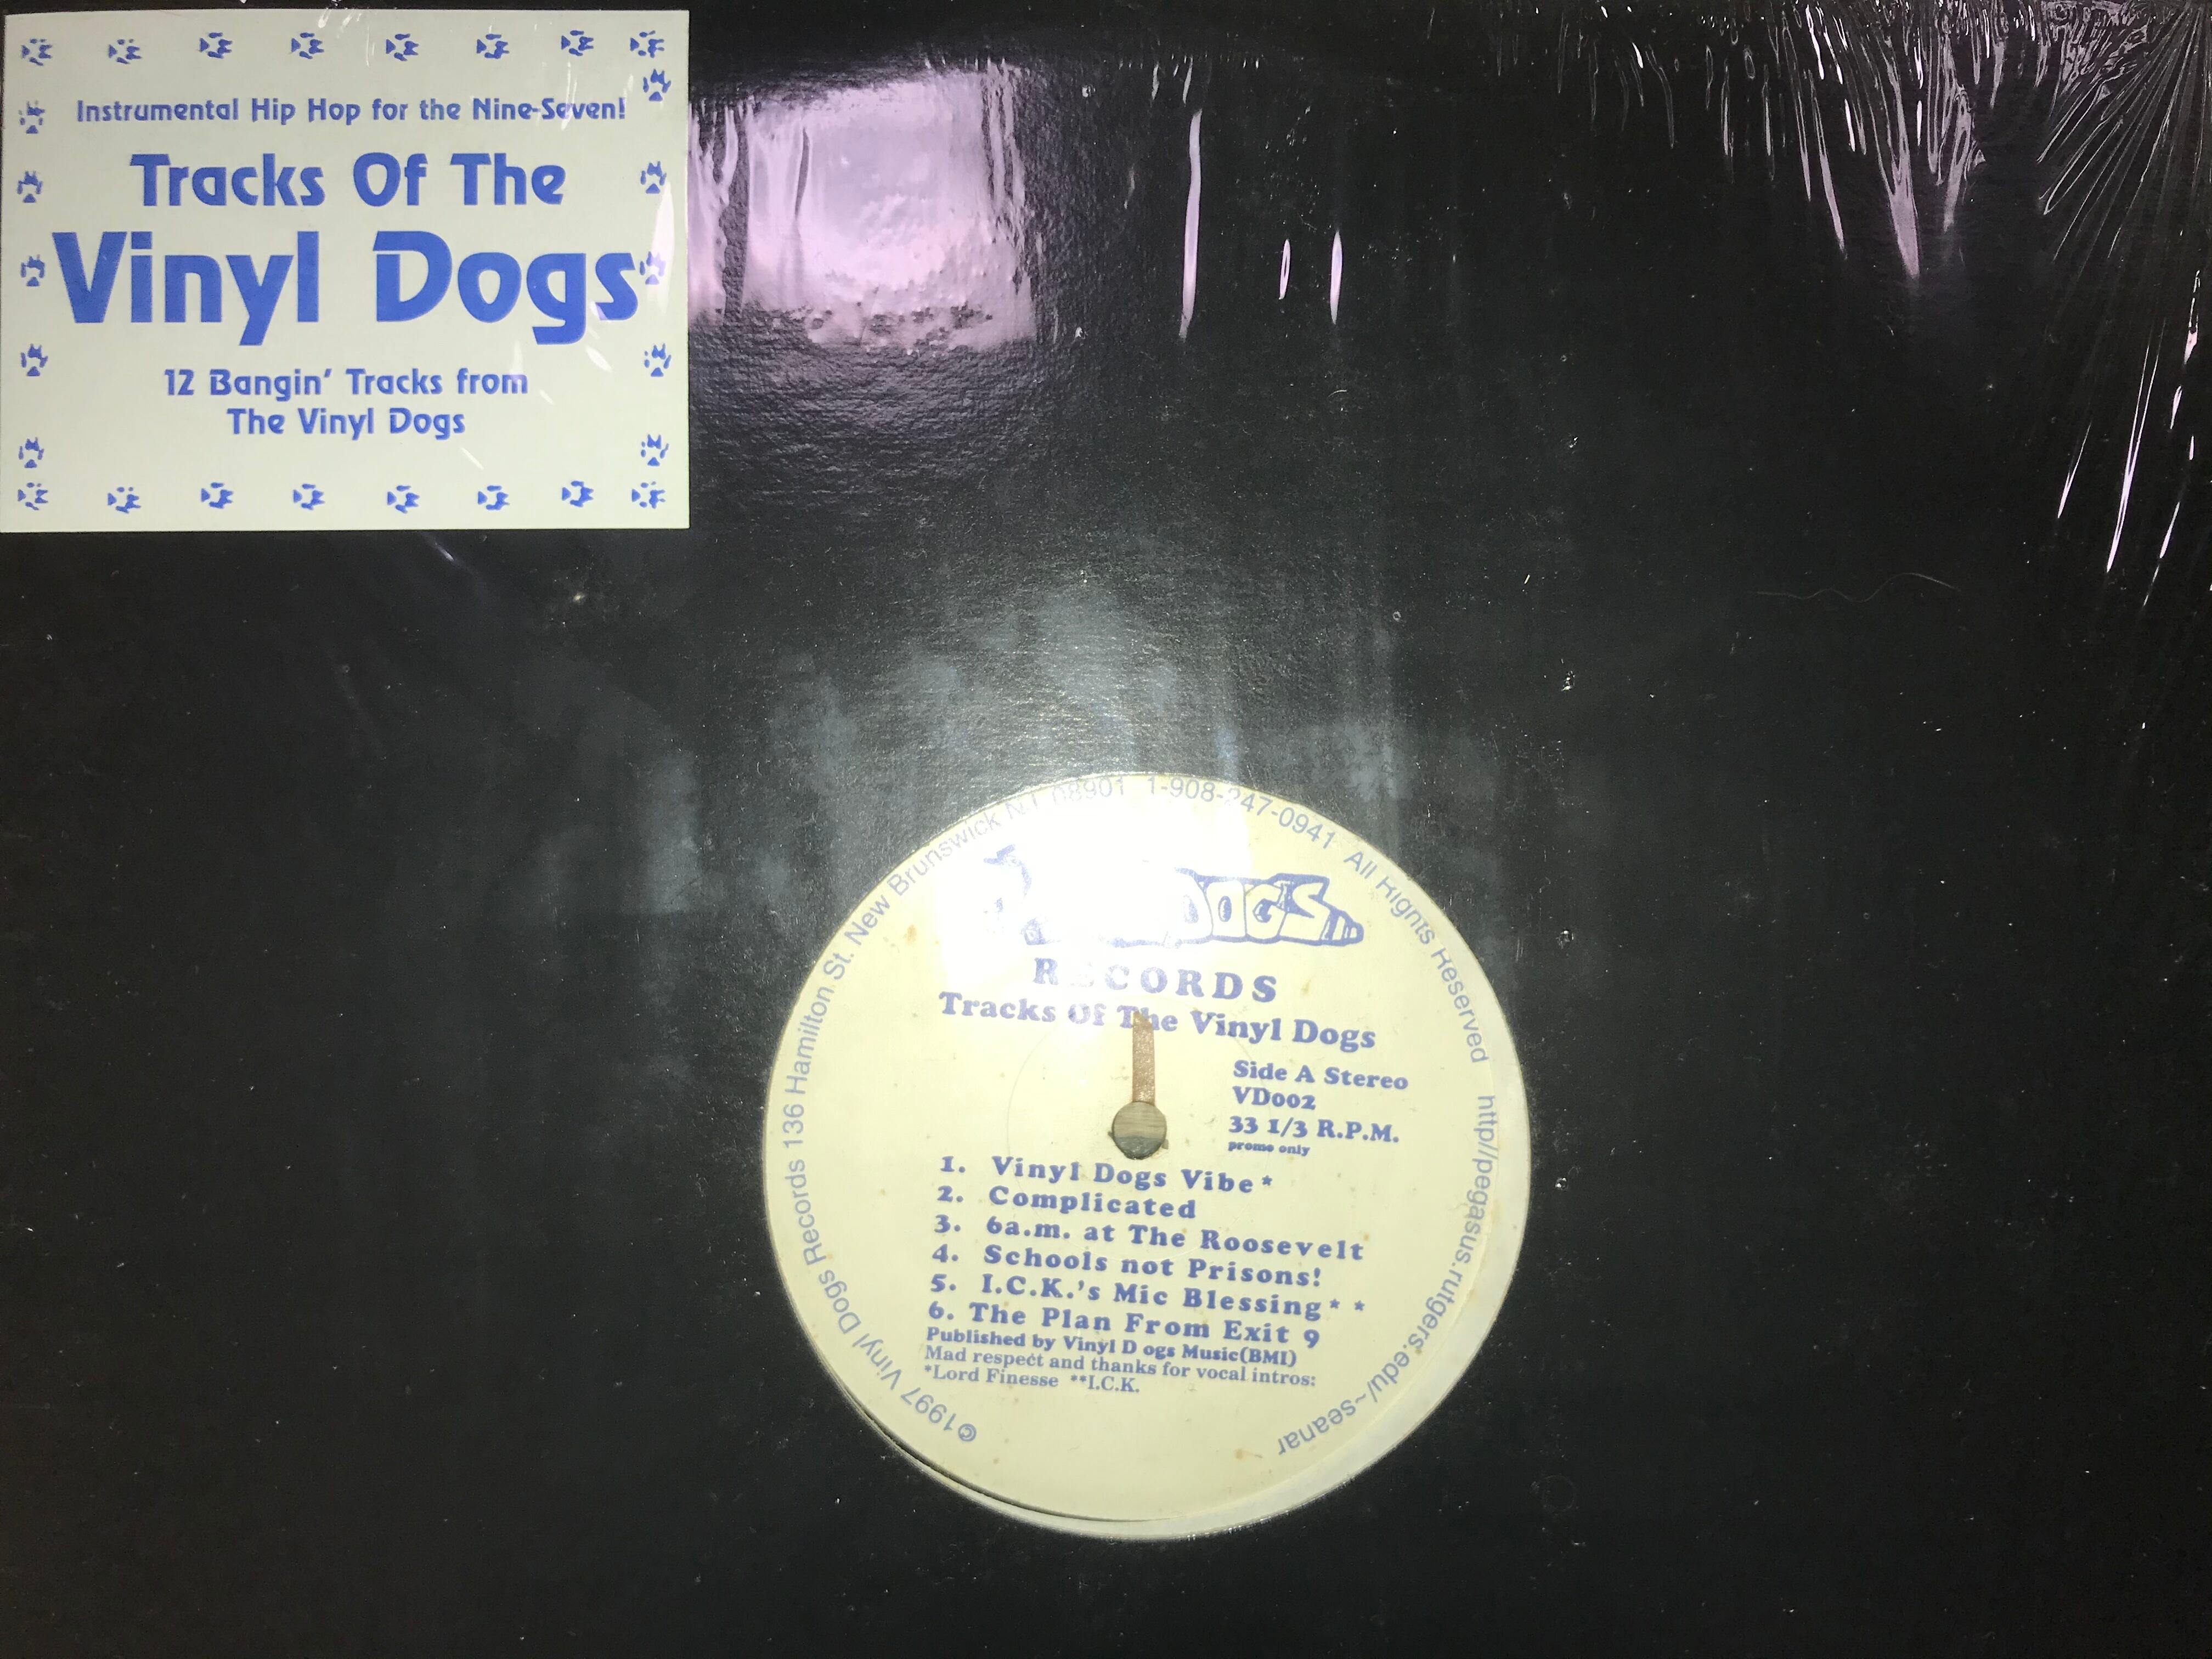 Instrumental Hip Hop for the Nine-Seven!
Tracks Of The
Vinyl Dogs
12 Bangin' Tracks from
The Vinyl Dogs
©1997 Vinyl Dogs Records 136 Hamilton St. New Brunswick NJ 08901 1-908-247-0941 All Rights Reserved http//pegasus.rutgers.edu/~seanar
DOGS
RECORDS
Tracks Of The Vinyl Dogs
Side A Stereo
VD002
33 1/3 R.P.M.
promo only
1. Vinyl Dogs Vibe*
2. Complicated
3. 6a.m. at The Roosevelt
4. Schools not Prisons!
5. I.C.K.'s Mic Blessing* *
6. The Plan From Exit 9
Published by Vinyl D ogs Music(BMI)
Mad respect and thanks for vocal intros:
*Lord Finesse **I.C.K.